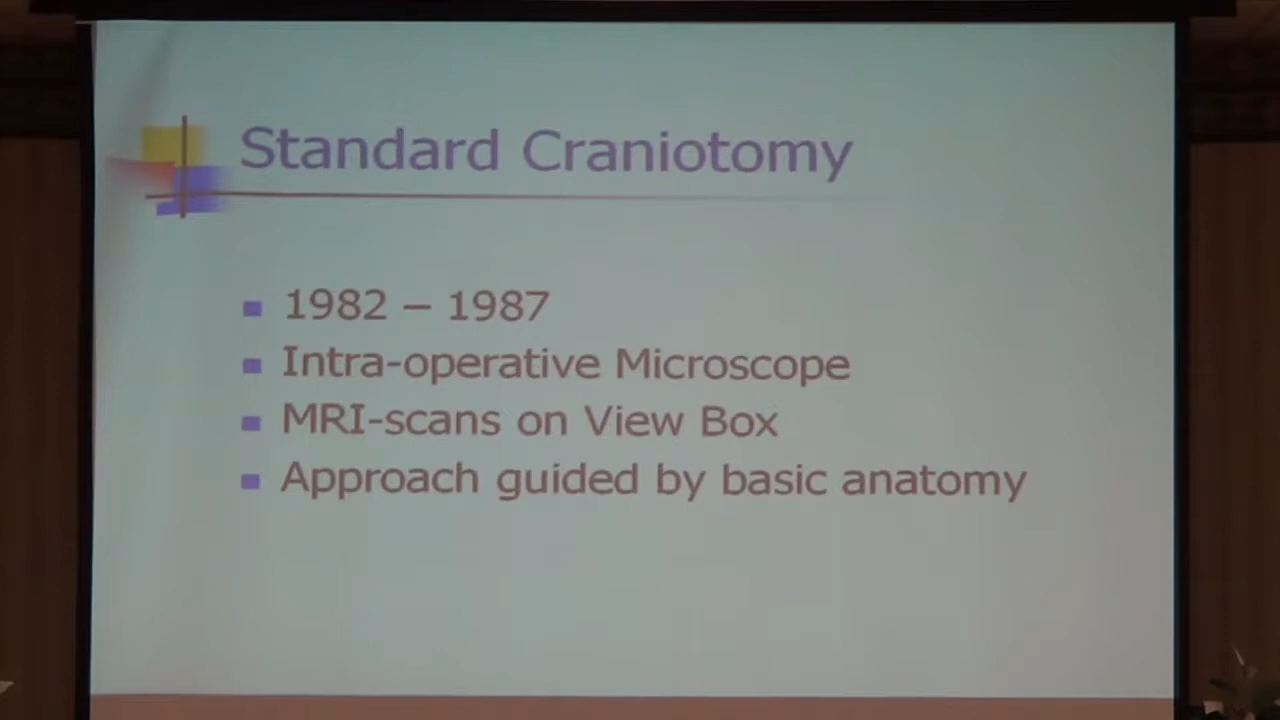 Standard Craniotomy
1982 – 1987
Intra-operative Microscope
MRI-scans on View Box
Approach guided by basic anatomy